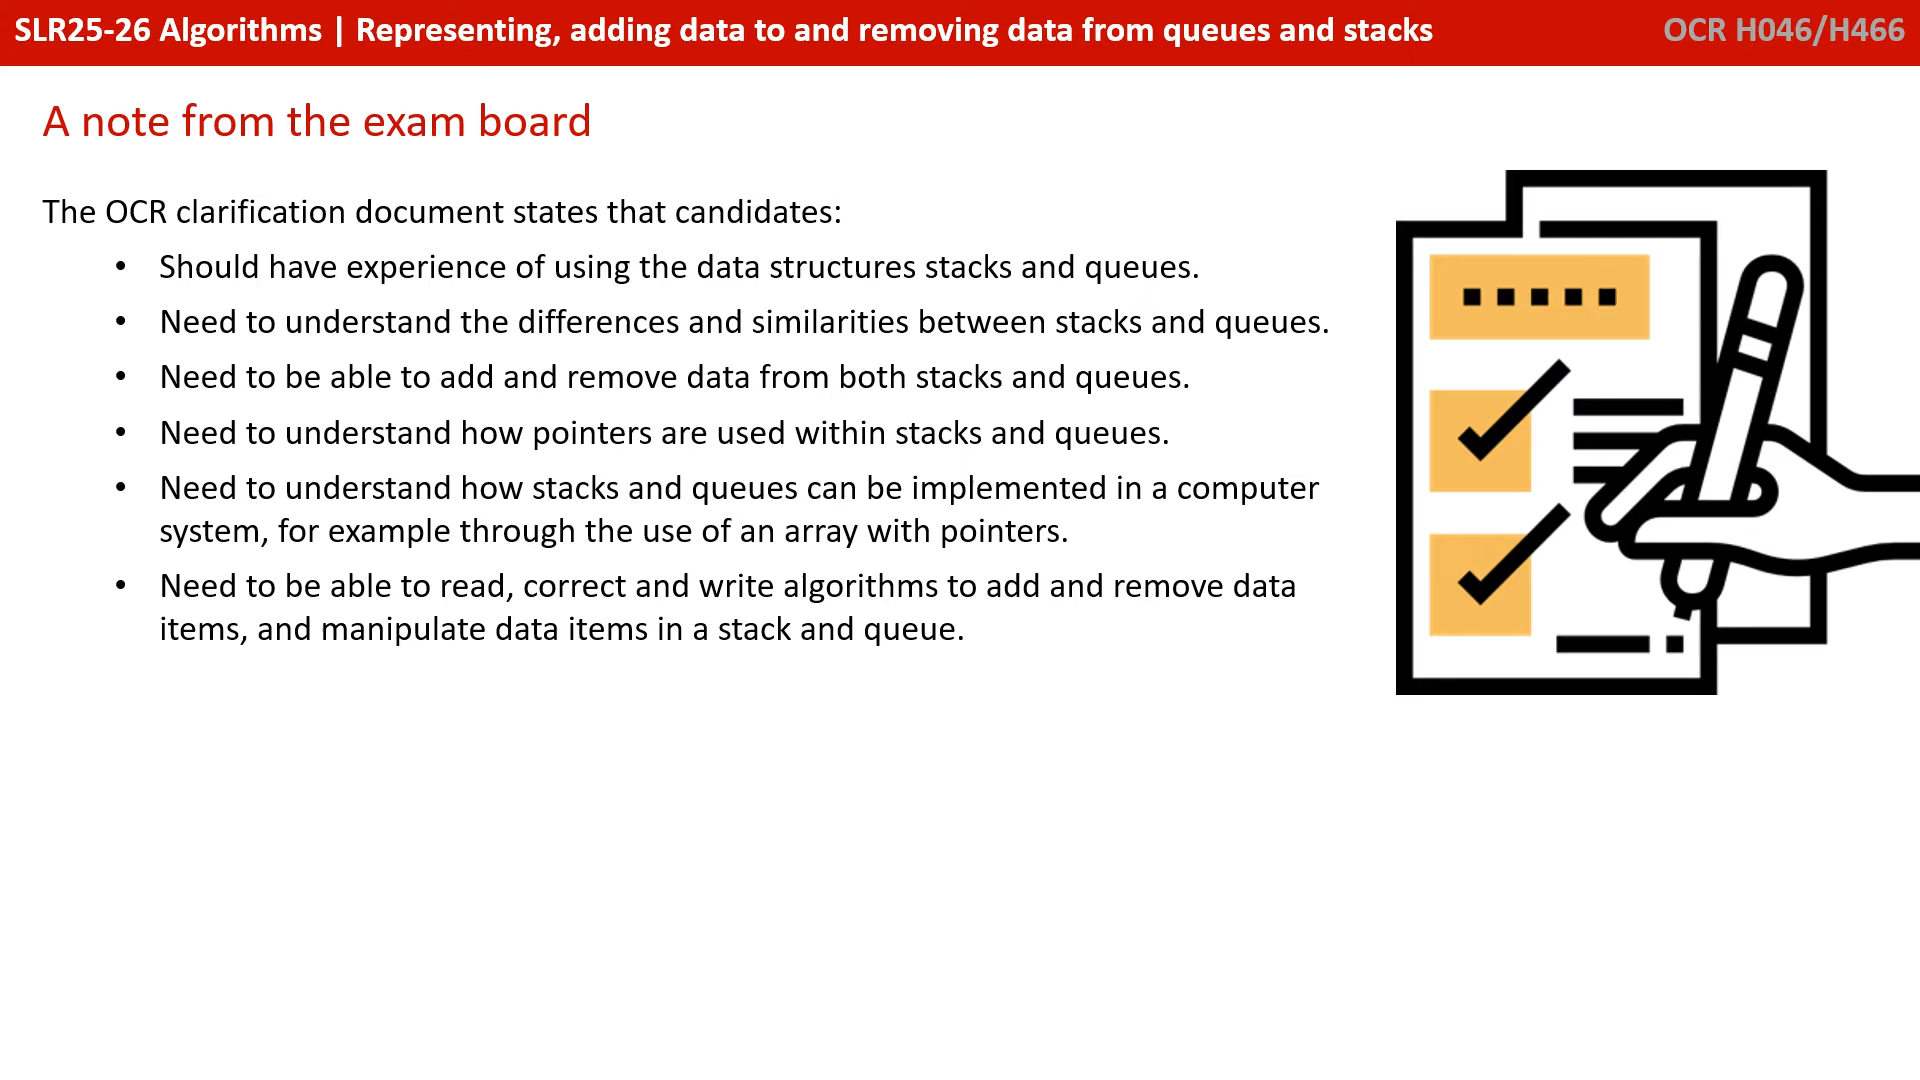 SLR25-26 Algorithms | Representing, adding data to and removing data from queues and stacks
OCR H046/H466
A note from the exam board
The OCR clarification document states that candidates:
• Should have experience of using the data structures stacks and queues.
• Need to understand the differences and similarities between stacks and queues.
• Need to be able to add and remove data from both stacks and queues.
• Need to understand how pointers are used within stacks and queues.
• Need to understand how stacks and queues can be implemented in a computer
system, for example through the use of an array with pointers.
• Need to be able to read, correct and write algorithms to add and remove data
items, and manipulate data items in a stack and queue.